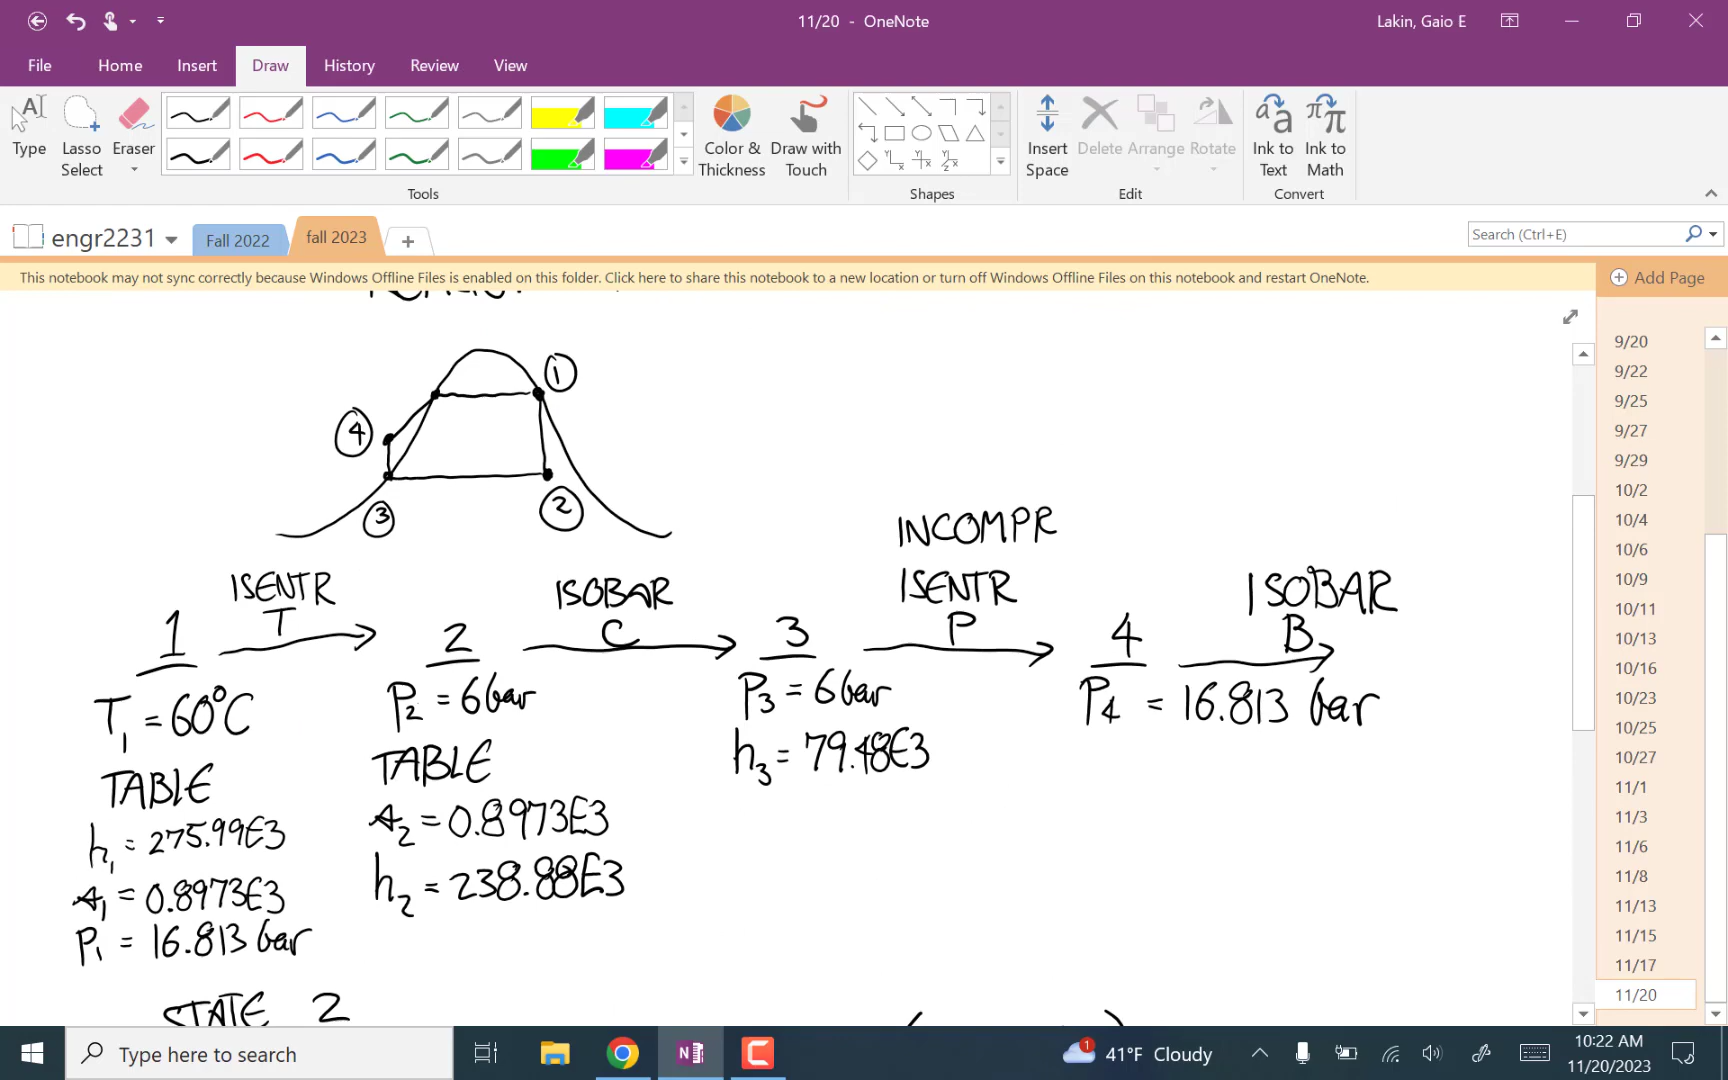 11/20 - OneNote
Lakin, Gaio E
File Home Insert Draw History Review View
Type
Lasso Select
Eraser
Color & Thickness
Draw with Touch
Insert Space
Delete
Arrange
Rotate
Ink to Text
Ink to Math
Tools
Shapes
Edit
Convert
engr2231
Fall 2022
fall 2023
Search (Ctrl+E)
This notebook may not sync correctly because Windows Offline Files is enabled on this folder. Click here to share this notebook to a new location or turn off Windows Offline Files on this notebook and restart OneNote.
Add Page
9/20
9/22
9/25
9/27
9/29
10/2
10/4
10/6
10/9
10/11
10/13
10/16
10/23
10/25
10/27
11/1
11/3
11/6
11/8
11/13
11/15
11/17
11/20
1
4
3
2
INCOMPR
ISENTR ISOBAR ISENTR ISOBAR
1 T 2 C 3 P 4 B
T₁ = 60°C
TABLE
h₁ = 275.99E3
s₁ = 0.8973E3
P₁ = 16.813 bar
P₂ = 6 bar
TABLE
s₂ = 0.8973E3
h₂ = 238.88E3
P₃ = 6 bar
h₃ = 79.48E3
P₄ = 16.813 bar
STATE 2
Type here to search
1
41°F Cloudy
10:22 AM
11/20/2023